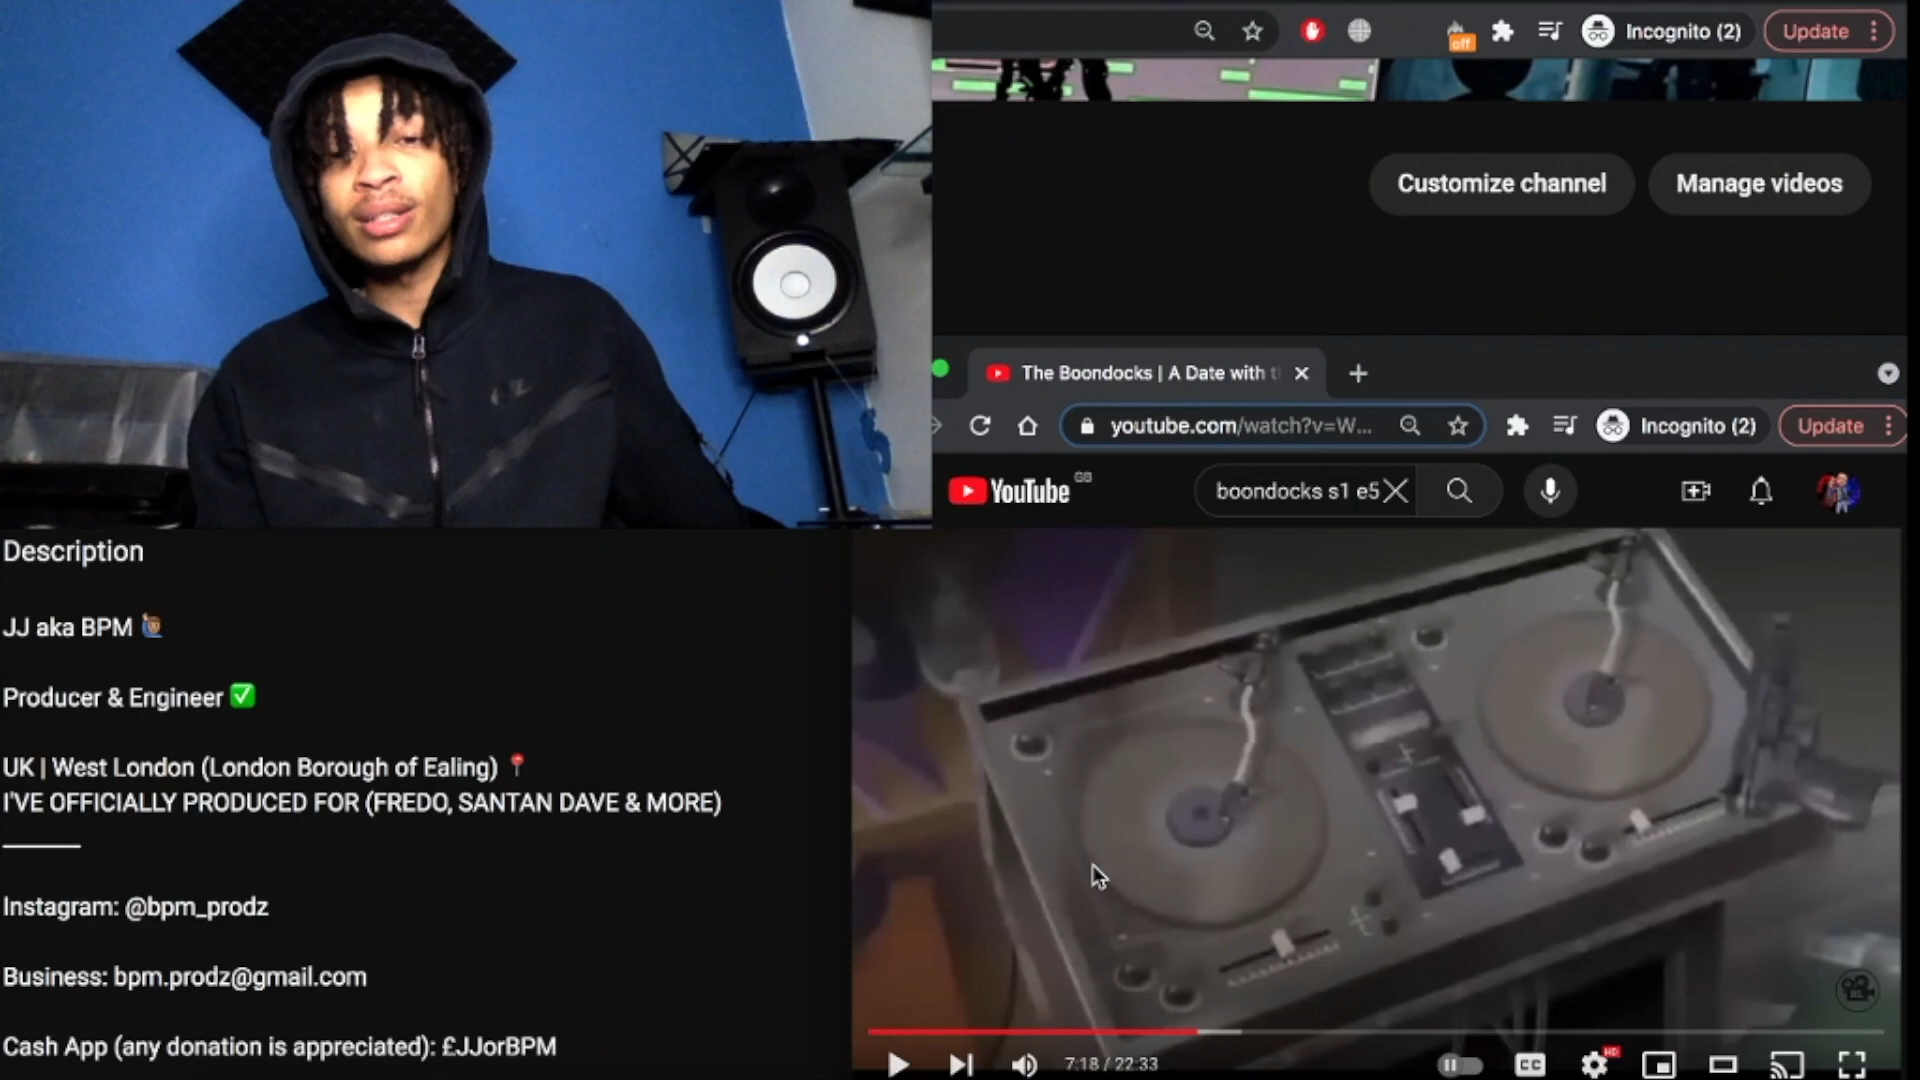 off
Incognito (2)
Update
Customize channel
Manage videos
The Boondocks | A Date with t
youtube.com/watch?v=W...
Incognito (2)
Update
YouTube GB
boondocks s1 e5
Description
JJ aka BPM
Producer & Engineer
UK | West London (London Borough of Ealing)
I'VE OFFICIALLY PRODUCED FOR (FREDO, SANTAN DAVE & MORE)
Instagram: @bpm_prodz
Business: bpm.prodz@gmail.com
Cash App (any donation is appreciated): £JJorBPM
7:18 / 22:33
CC
HD